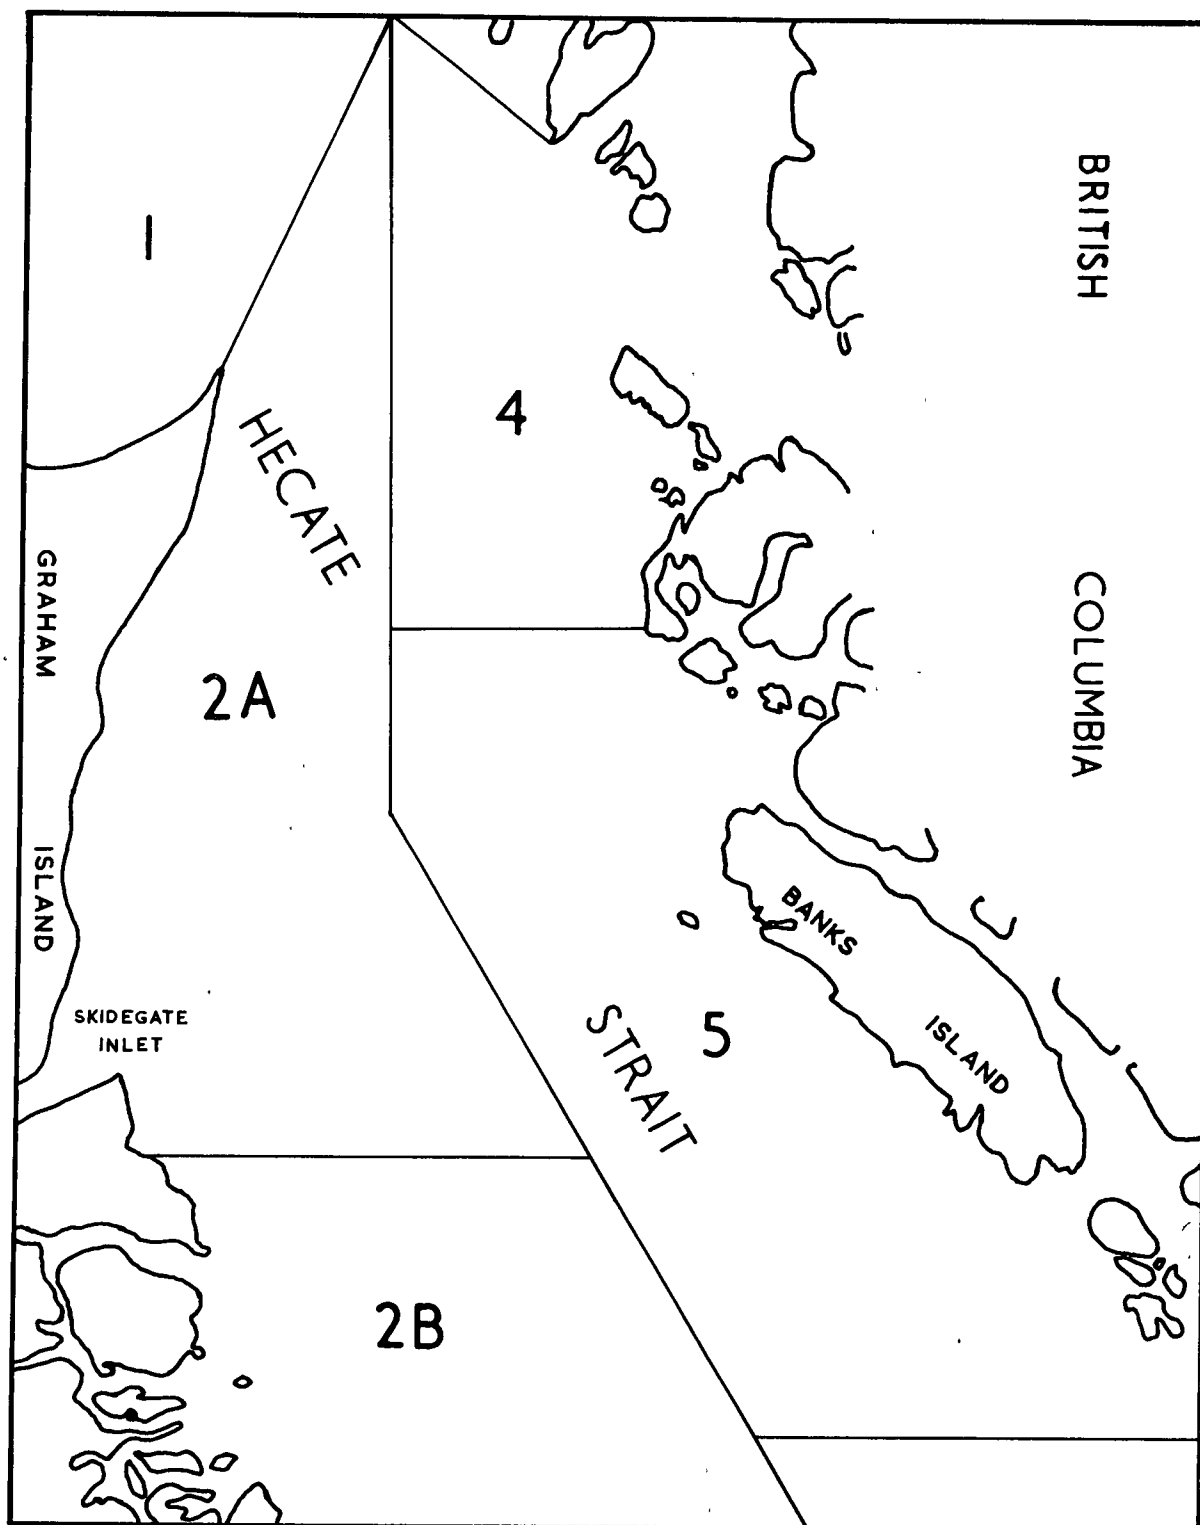 BRITISH
COLUMBIA
1
4
HECATE
GRAHAM
ISLAND
2A
BANKS
ISLAND
SKIDEGATE
INLET
STRAIT
5
2B